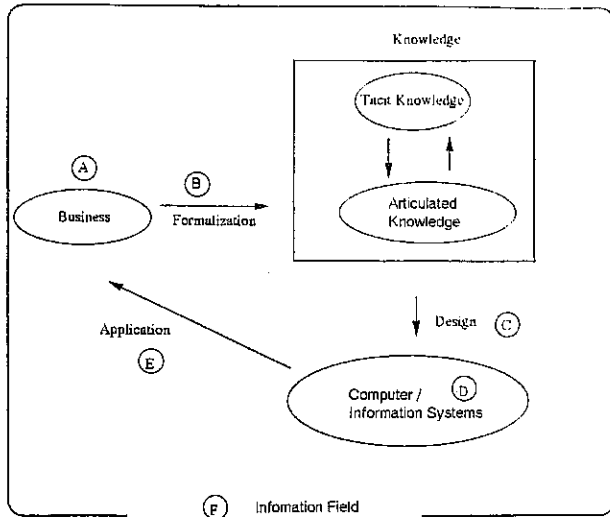 Knowledge
Tacit Knowledge
A
B
Business
Formalization
Articulated
Knowledge
Application
E
Design C
Computer / D
Information Systems
F Infomation Field